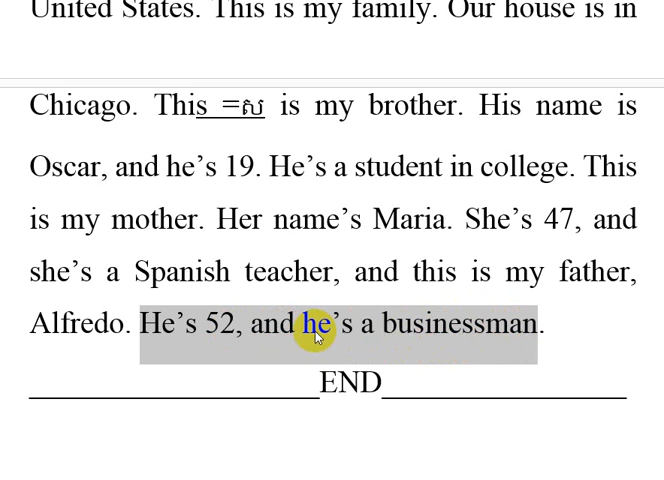 United States. This is my family. Our house is in
Chicago. This =ស is my brother. His name is
Oscar, and he’s 19. He’s a student in college. This
is my mother. Her name’s Maria. She’s 47, and
she’s a Spanish teacher, and this is my father,
Alfredo. He’s 52, and he’s a businessman.
END